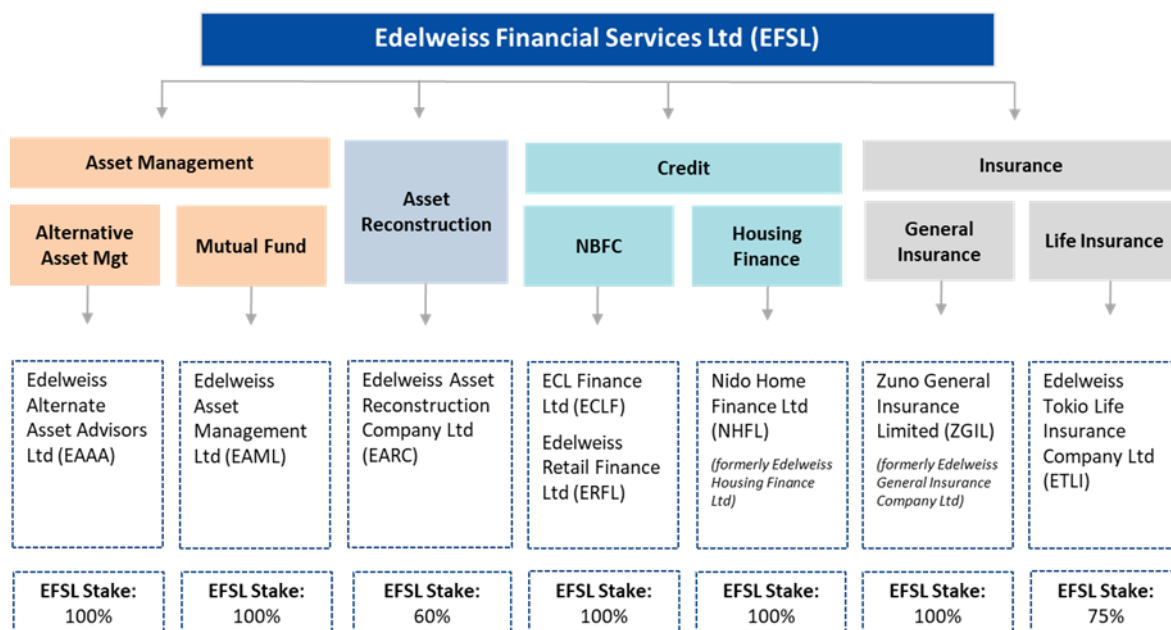 Edelweiss Financial Services Ltd (EFSL)
Asset Management
Alternative
Asset Mgt
Mutual Fund
Asset
Reconstruction
Credit
NBFC
Housing
Finance
Insurance
General
Insurance
Life Insurance
Edelweiss
Alternate
Asset Advisors
Ltd (EAAA)
Edelweiss
Asset
Management
Ltd (EAML)
Edelweiss Asset
Reconstruction
Company Ltd
(EARC)
ECL Finance
Ltd (ECLF)
Edelweiss
Retail Finance
Ltd (ERFL)
Nido Home
Finance Ltd
(NHFL)
(formerly Edelweiss
Housing Finance
Ltd)
Zuno General
Insurance
Limited (ZGIL)
(formerly Edelweiss
General Insurance
Company Ltd)
Edelweiss
Tokio Life
Insurance
Company Ltd
(ETLI)
EFSL Stake:
100%
EFSL Stake:
100%
EFSL Stake:
60%
EFSL Stake:
100%
EFSL Stake:
100%
EFSL Stake:
100%
EFSL Stake:
75%